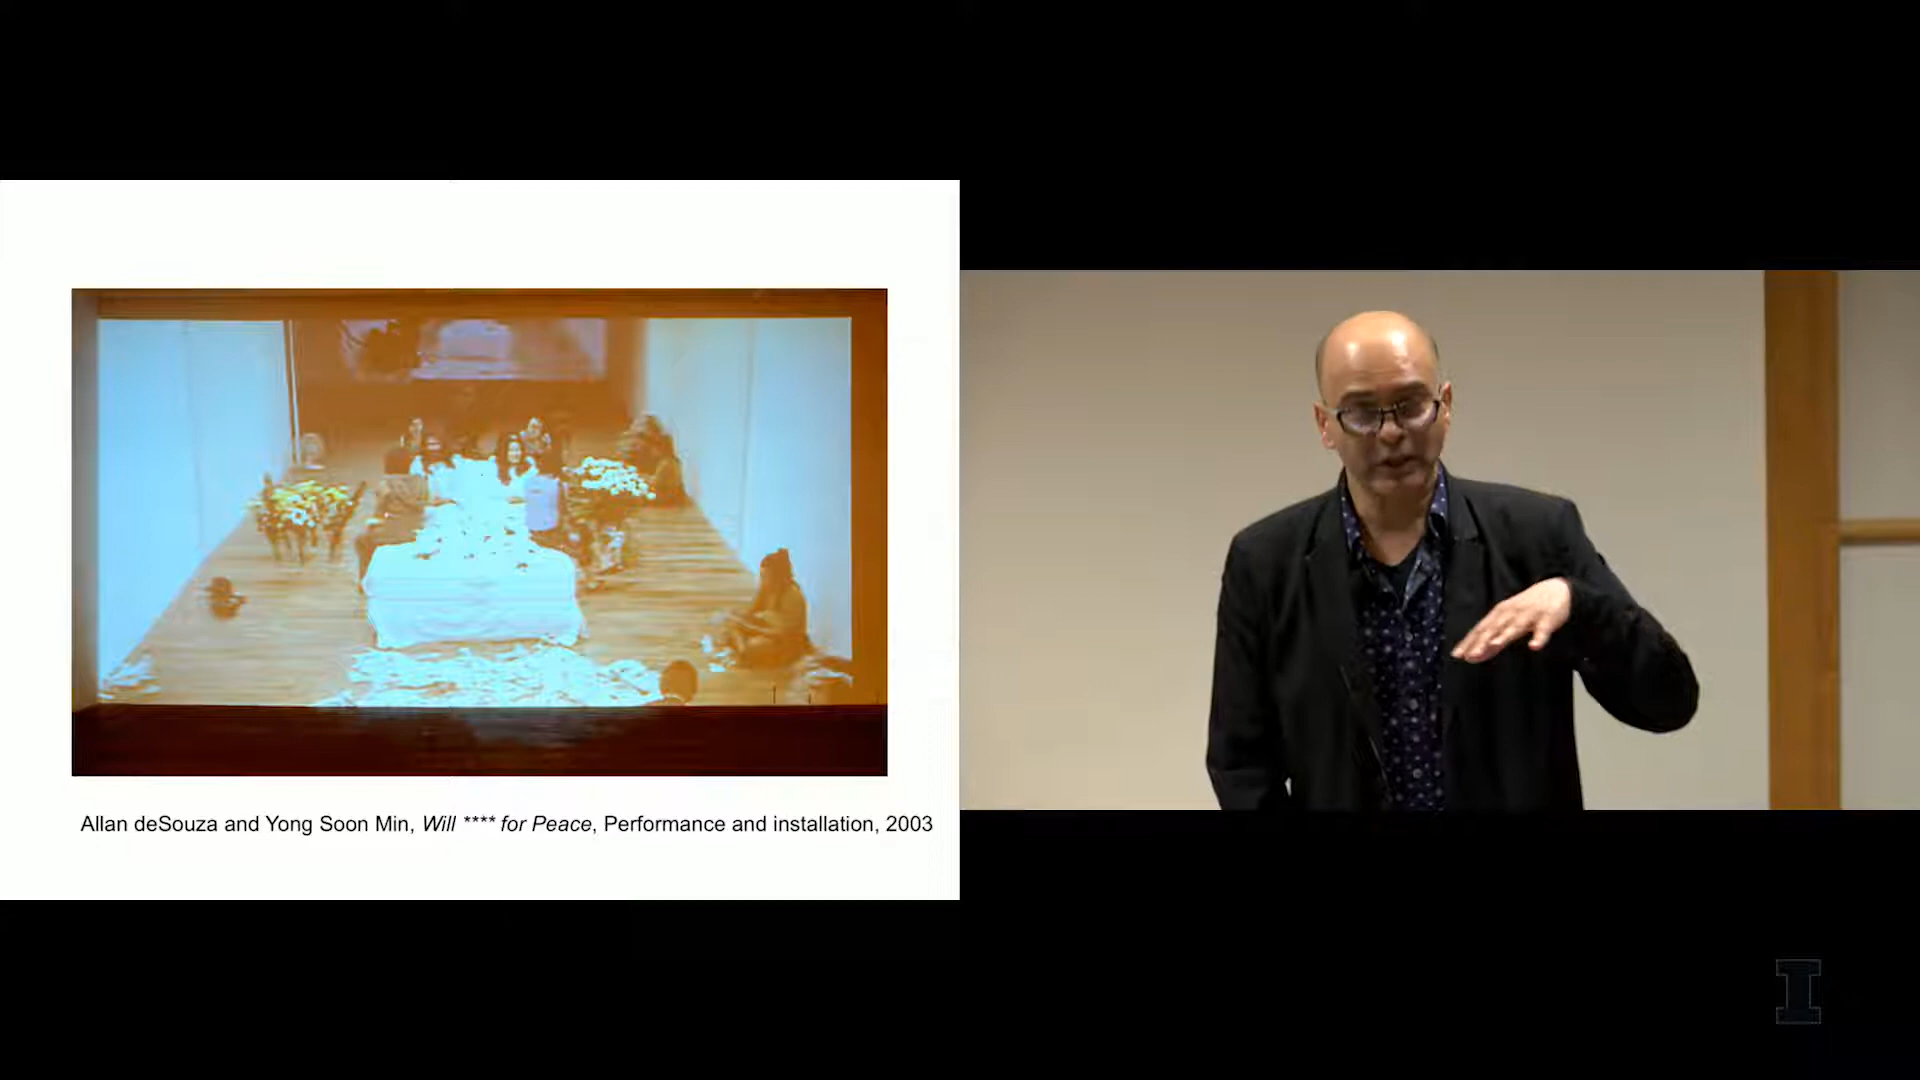 Allan deSouza and Yong Soon Min, Will **** for Peace, Performance and installation, 2003
I